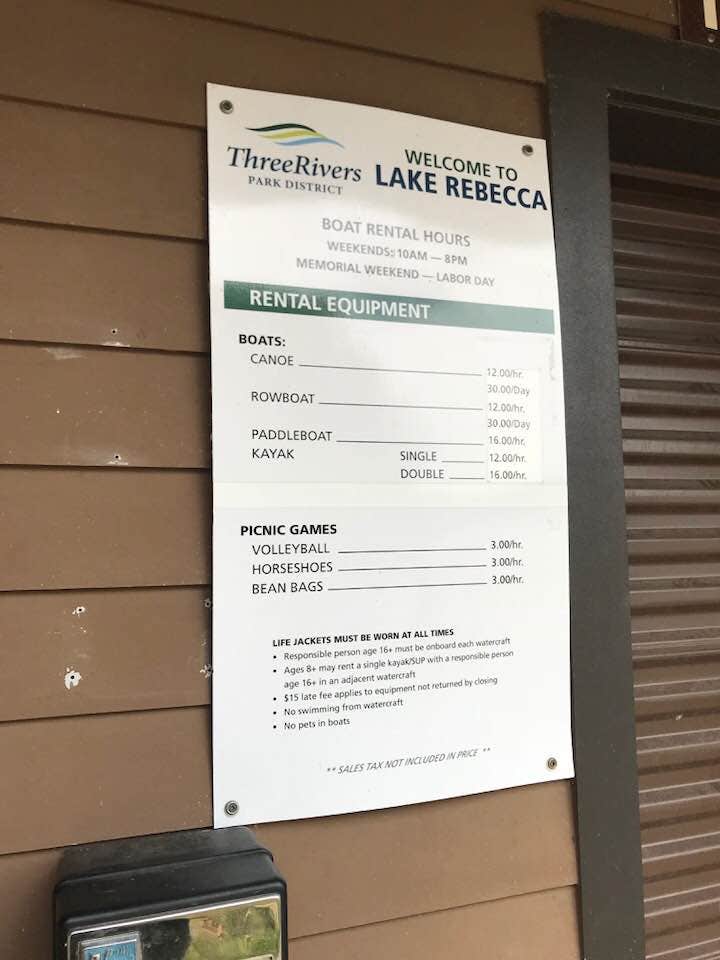 ThreeRivers
PARK DISTRICT
WELCOME TO
LAKE REBECCA
BOAT RENTAL HOURS
WEEKENDS: 10AM — 8PM
MEMORIAL WEEKEND — LABOR DAY
RENTAL EQUIPMENT
BOATS:
CANOE 12.00/hr.
30.00/Day
ROWBOAT 12.00/hr.
30.00/Day
PADDLEBOAT 16.00/hr.
KAYAK SINGLE 12.00/hr.
DOUBLE 16.00/hr.
PICNIC GAMES
VOLLEYBALL 3.00/hr.
HORSESHOES 3.00/hr.
BEAN BAGS 3.00/hr.
LIFE JACKETS MUST BE WORN AT ALL TIMES
• Responsible person age 16+ must be onboard each watercraft
• Ages 8+ may rent a single kayak/SUP with a responsible person
age 16+ in an adjacent watercraft
• $15 late fee applies to equipment not returned by closing
• No swimming from watercraft
• No pets in boats
** SALES TAX NOT INCLUDED IN PRICE **